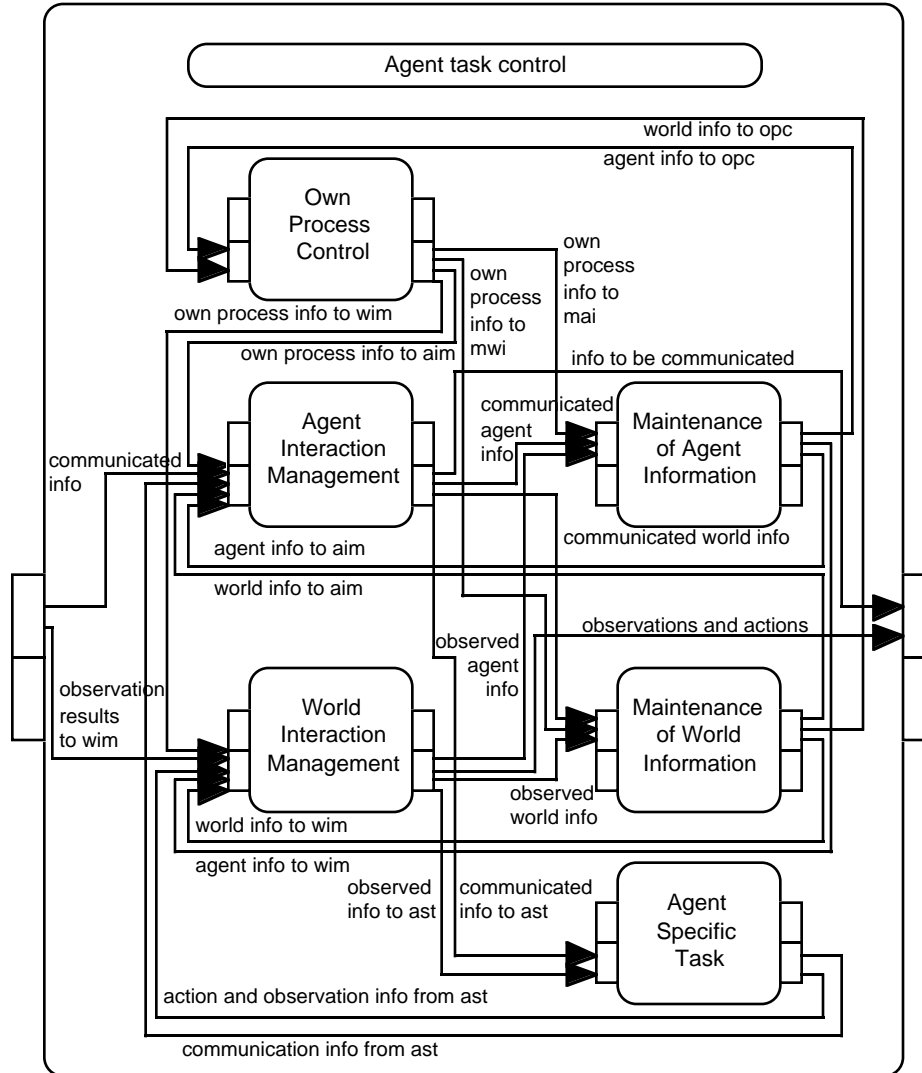 Agent task control
world info to opc
agent info to opc
Own
Process
Control
own
process
info to
mai
own
process
info to
mwi
own process info to wim
own process info to aim
info to be communicated
Agent
Interaction
Management
communicated
agent
info
Maintenance
of Agent
Information
communicated
info
agent info to aim
communicated world info
world info to aim
observations and actions
observed
agent
info
observation
results
to wim
World
Interaction
Management
Maintenance
of World
Information
observed
world info
world info to wim
agent info to wim
observed
info to ast
communicated
info to ast
Agent
Specific
Task
action and observation info from ast
communication info from ast